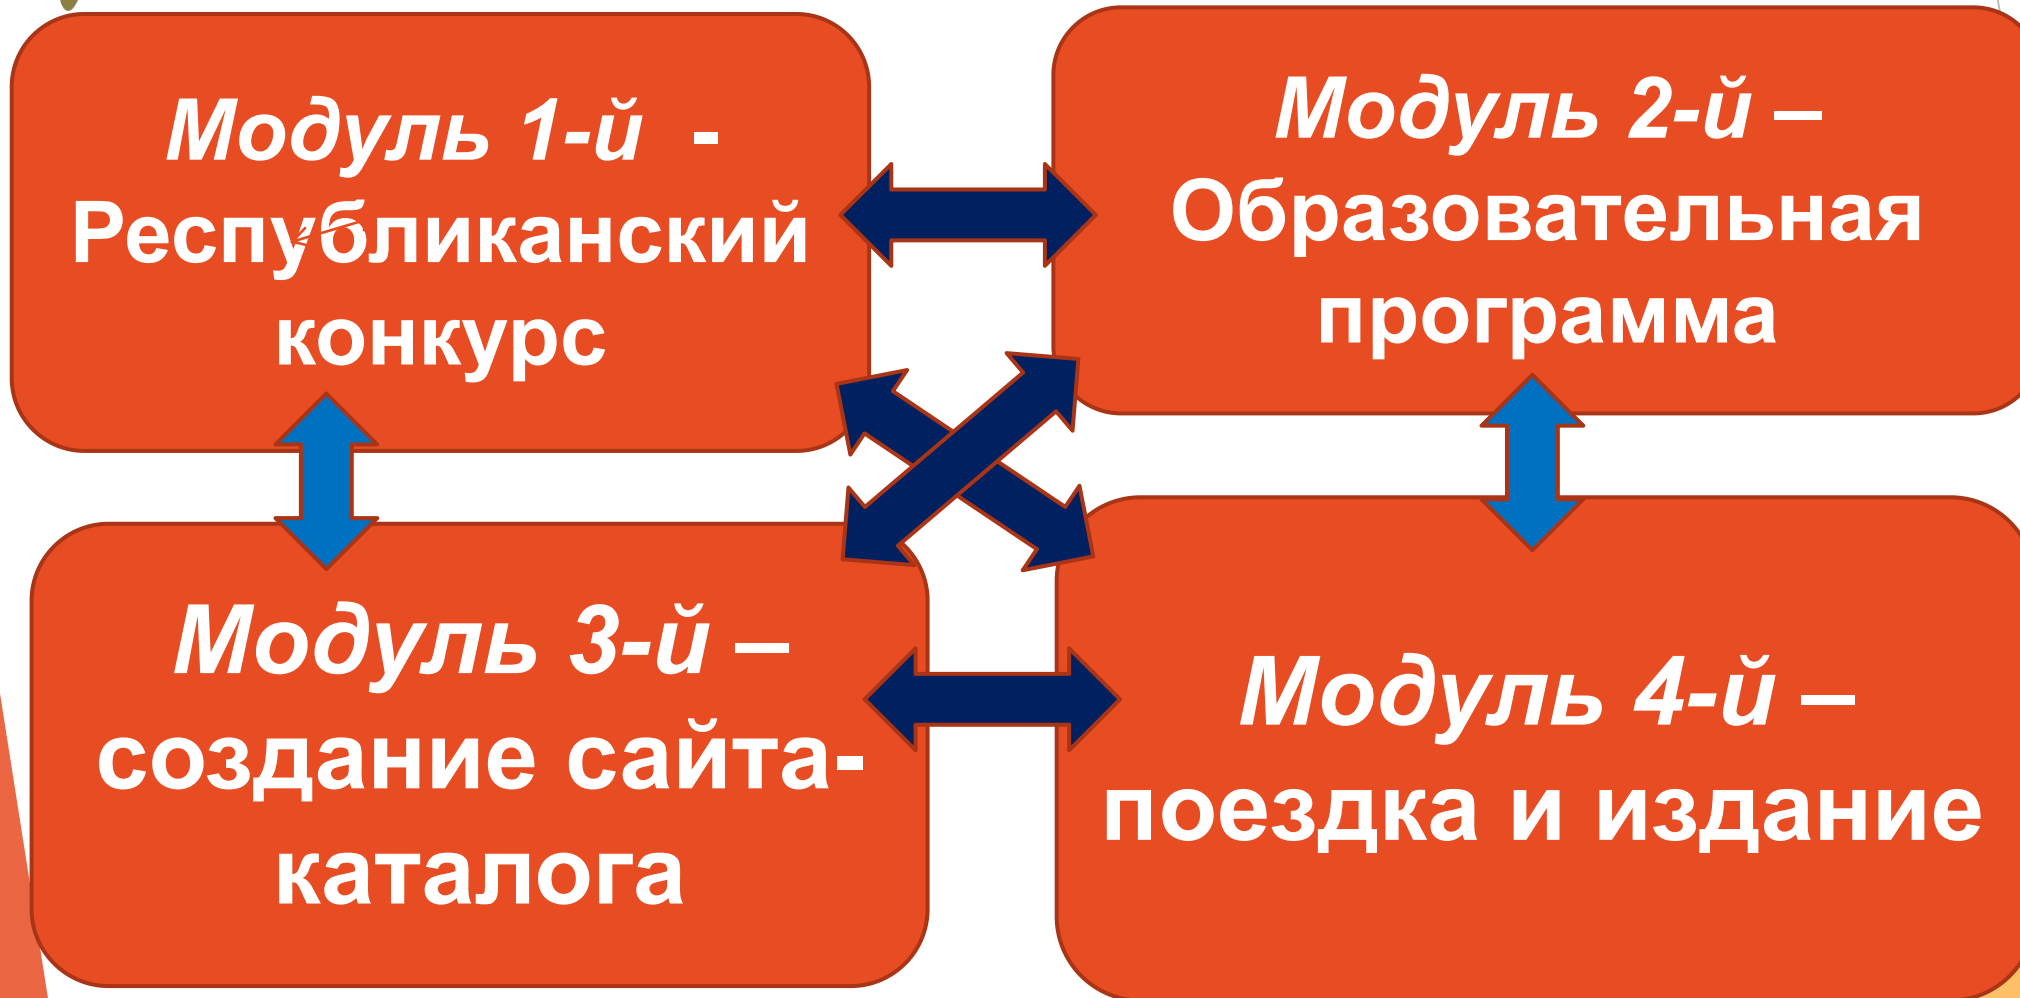 Модуль 1-й -
Республиканский
конкурс
Модуль 2-й –
Образовательная
программа
Модуль 3-й –
создание сайта-
каталога
Модуль 4-й –
поездка и издание